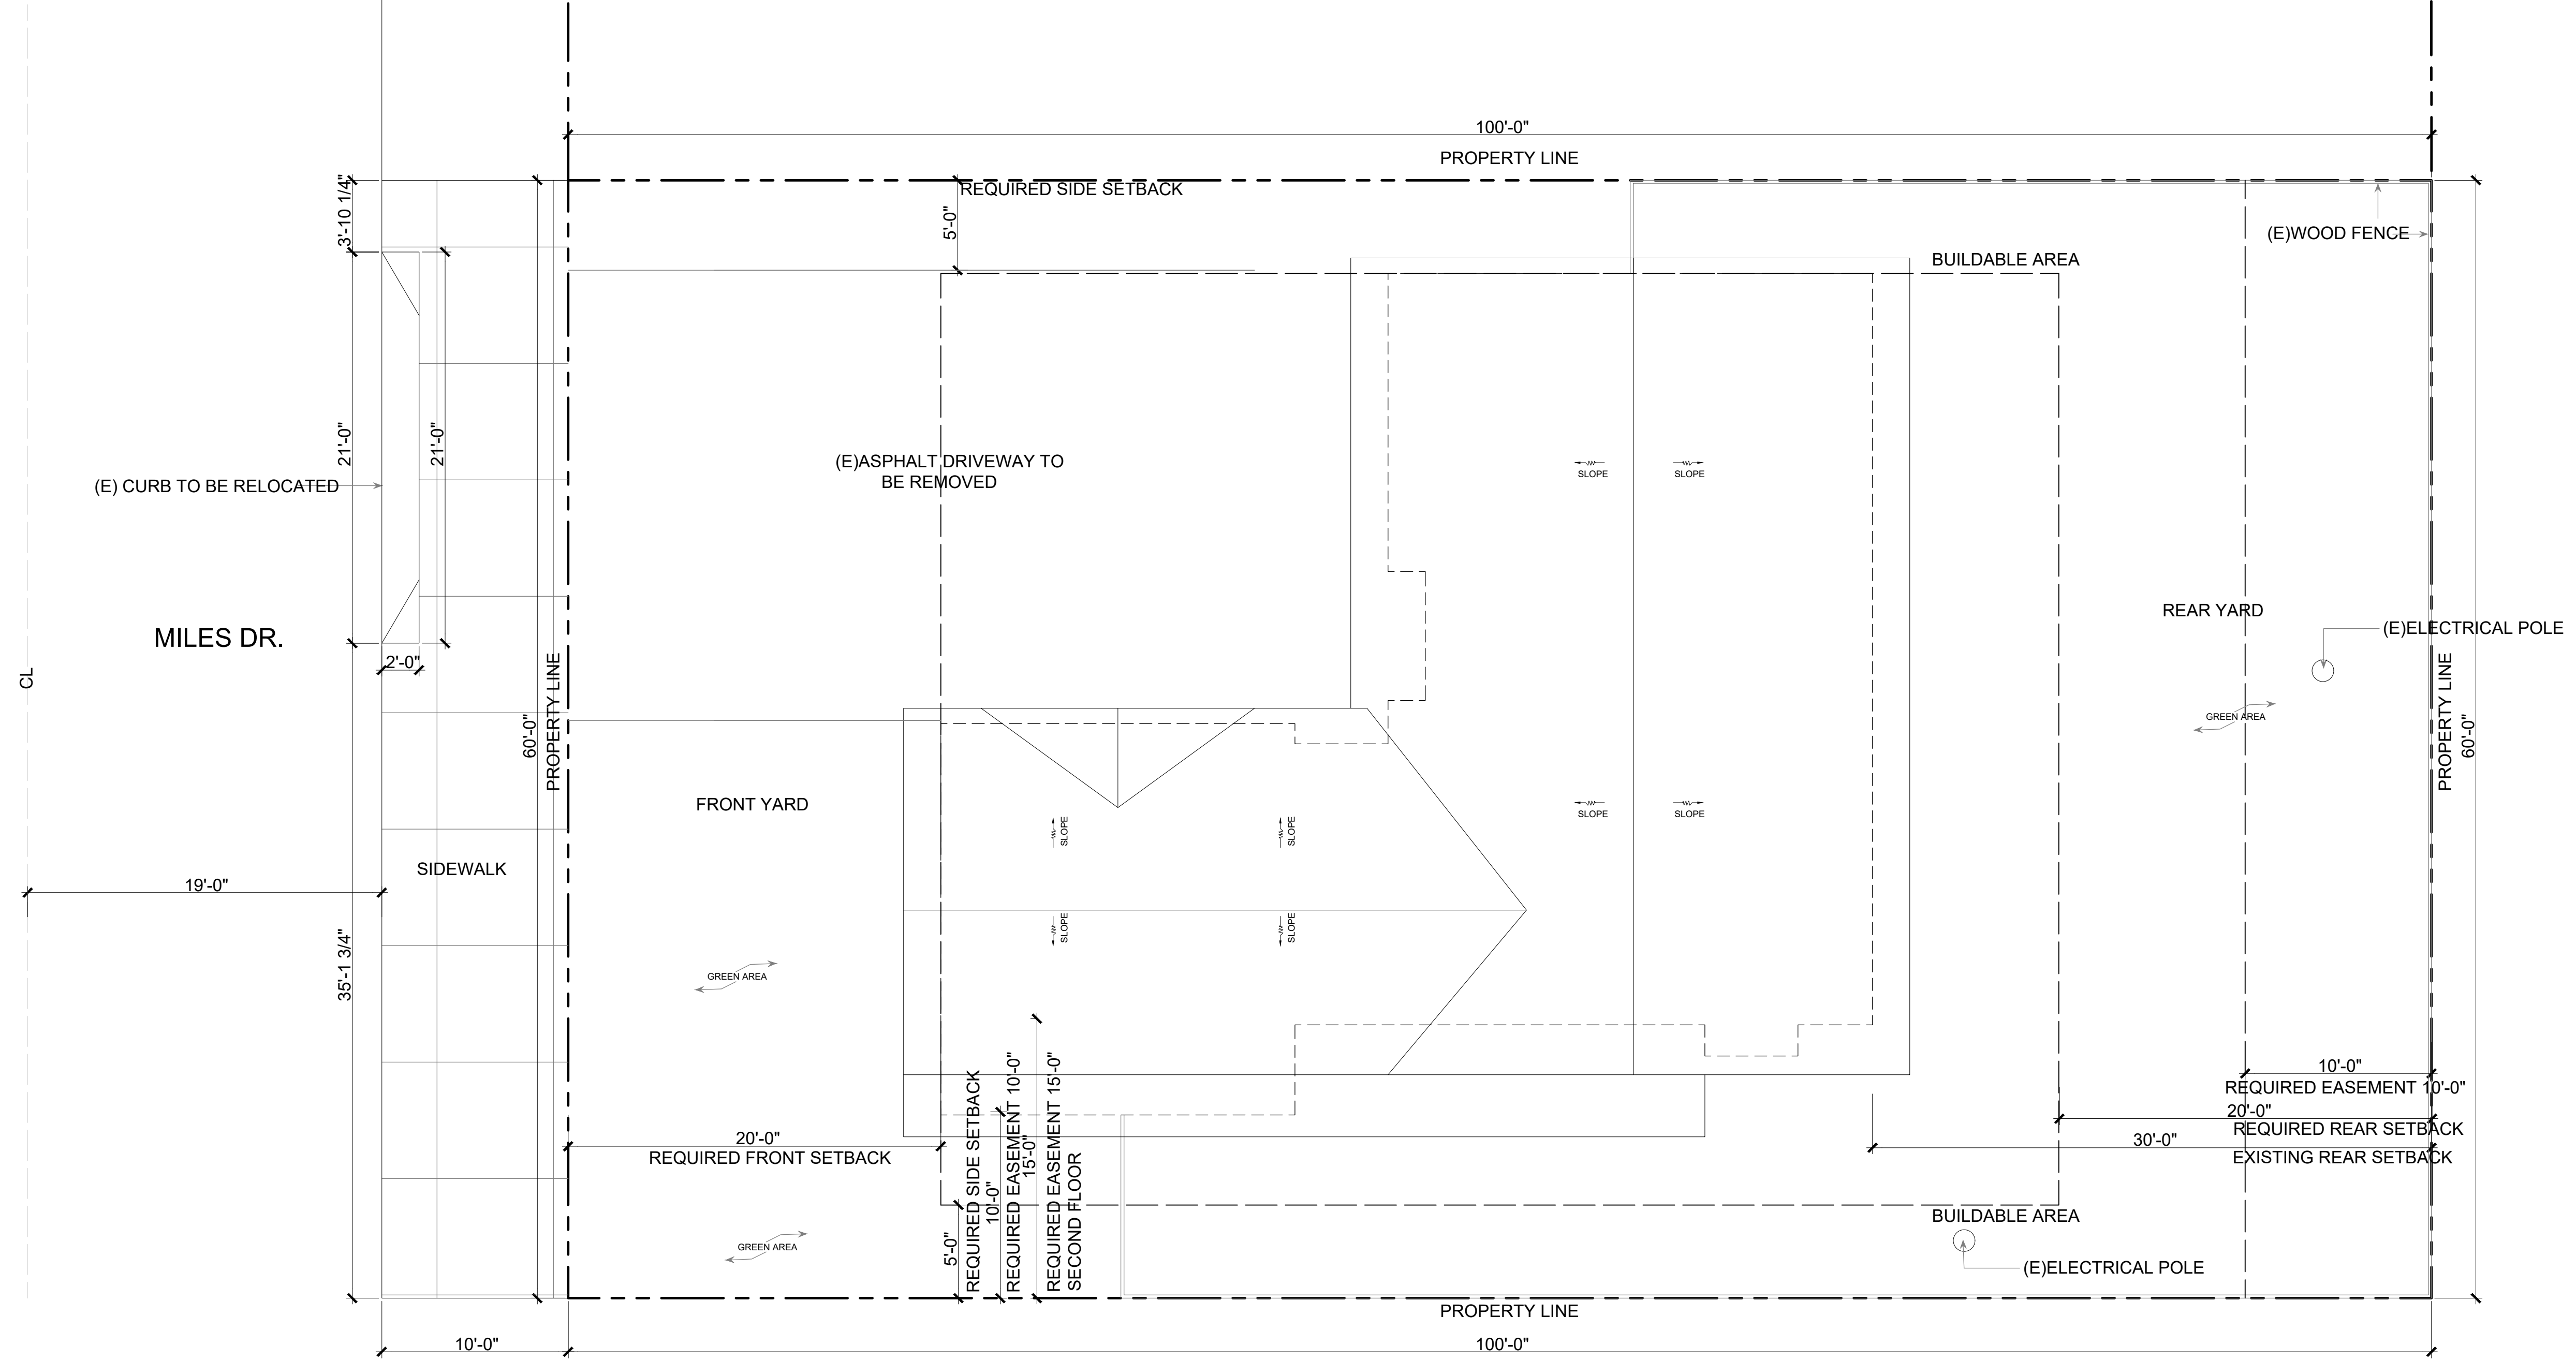 100'-0"
PROPERTY LINE
REQUIRED SIDE SETBACK
3'-10 1/4"
5'-0"
(E)WOOD FENCE
BUILDABLE AREA
21'-0"
21'-0"
(E)ASPHALT DRIVEWAY TO
BE REMOVED
SLOPE
SLOPE
(E) CURB TO BE RELOCATED
REAR YARD
(E)ELECTRICAL POLE
MILES DR.
2'-0"
CL
PROPERTY LINE
60'-0"
PROPERTY LINE
60'-0"
GREEN AREA
FRONT YARD
SLOPE
SLOPE
SLOPE
SLOPE
SIDEWALK
19'-0"
SLOPE
SLOPE
35'-1 3/4"
GREEN AREA
10'-0"
REQUIRED EASEMENT 10'-0"
20'-0"
REQUIRED REAR SETBACK
30'-0"
EXISTING REAR SETBACK
20'-0"
REQUIRED FRONT SETBACK
5'-0"
REQUIRED SIDE SETBACK
10'-0"
REQUIRED EASEMENT 10'-0"
15'-0"
REQUIRED EASEMENT 15'-0"
SECOND FLOOR
BUILDABLE AREA
GREEN AREA
(E)ELECTRICAL POLE
PROPERTY LINE
10'-0"
100'-0"